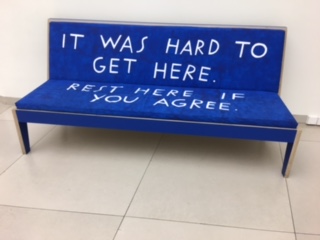 IT WAS HARD TO
GET HERE.
REST HERE IF
YOU AGREE.